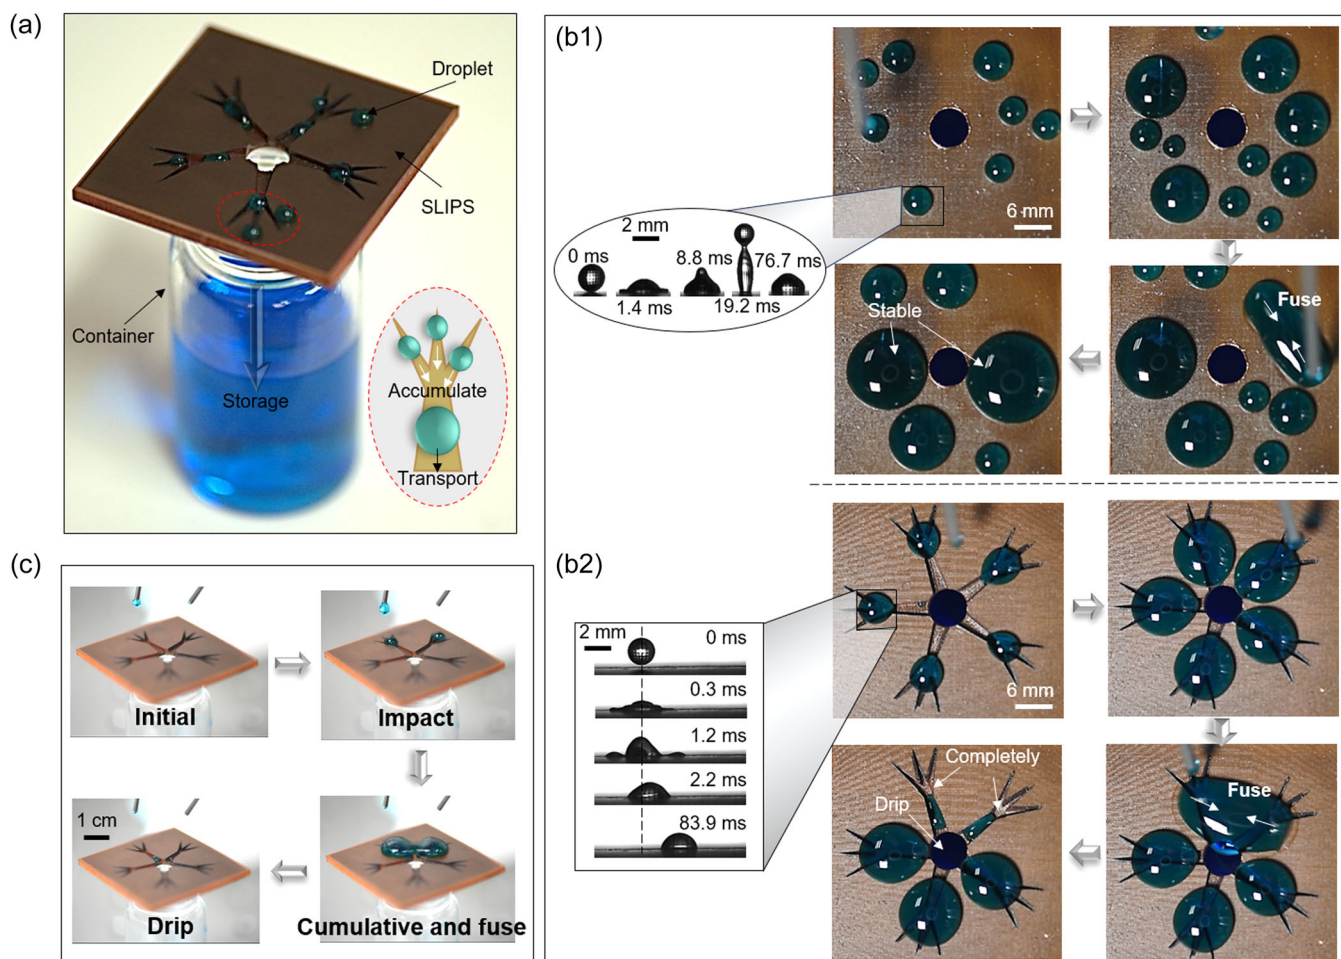 (a)
Droplet
SLIPS
Container
Storage
Accumulate
Transport
(b1)
6 mm
2 mm
0 ms
8.8 ms
76.7 ms
1.4 ms
19.2 ms
Stable
Fuse
(b2)
2 mm
0 ms
0.3 ms
1.2 ms
2.2 ms
83.9 ms
6 mm
Completely
Drip
Fuse
(c)
Initial
Impact
1 cm
Drip
Cumulative and fuse